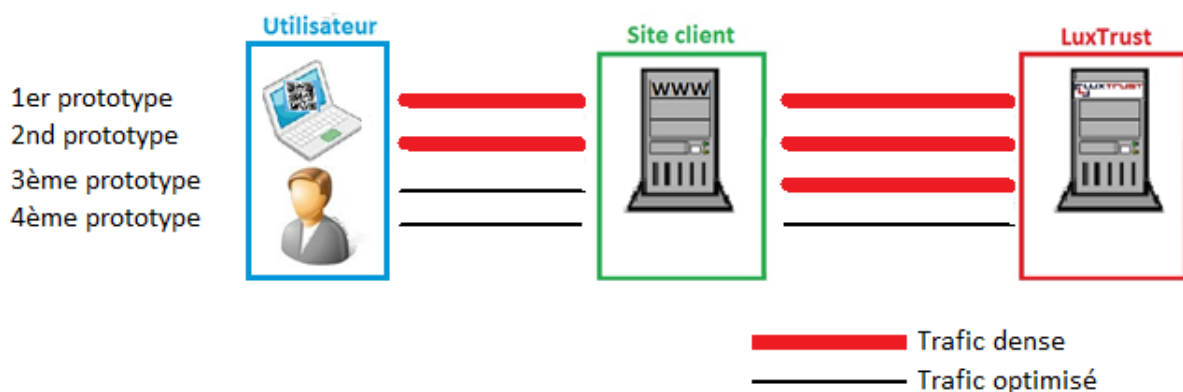 Utilisateur
Site client
LuxTrust
1er prototype
2nd prototype
3ème prototype
4ème prototype
WWW
LUXTRUST
Trafic dense
Trafic optimisé